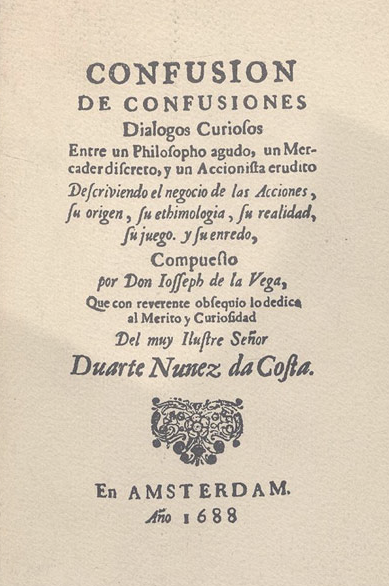 CONFUSION
DE CONFUSIONES
Dialogos Curioſos
Entre un Philoſopho agudo, un Mer-
cader diſcreto, y un Accioniſta erudito
Deſcriviendo el negocio de las Acciones,
ſu origen, ſu ethimologia, ſu realidad,
ſu juego. y ſu enredo,
Compueſto
por Don Ioſſeph de la Vega,
Que con reverente obſequio lo dedica
al Merito y Curioſidad
Del muy Iluſtre Señor
Duarte Nunez da Coſta.
En AMSTERDAM.
Año 1688